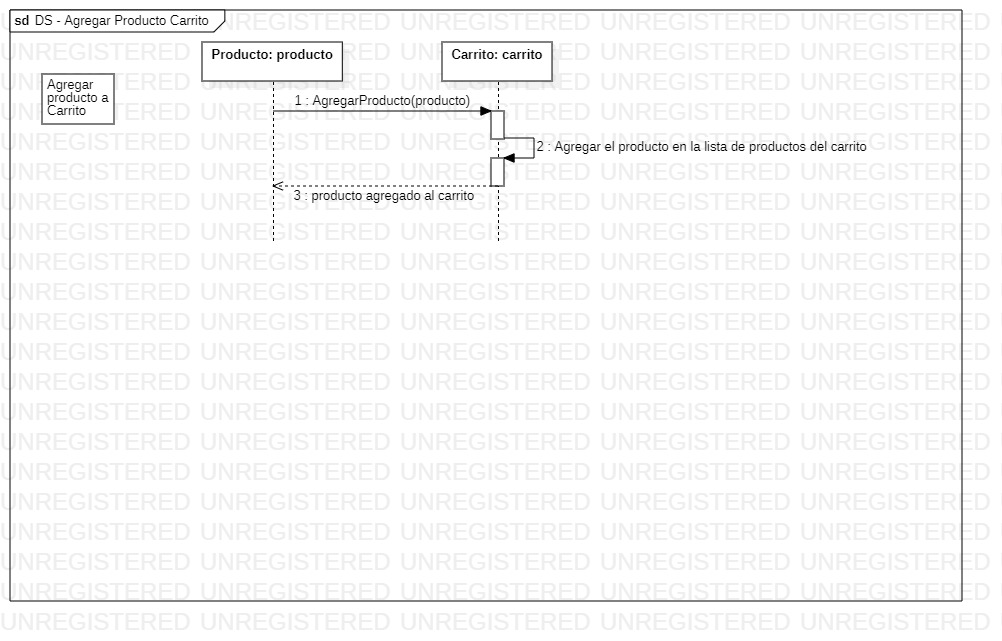 sd DS - Agregar Producto Carrito
Producto: producto
Carrito: carrito
Agregar
producto a
Carrito
1 : AgregarProducto(producto)
2 : Agregar el producto en la lista de productos del carrito
3 : producto agregado al carrito
UNREGISTERED UNREGISTERED UNREGISTERED UNREGISTERED UNREGISTERED